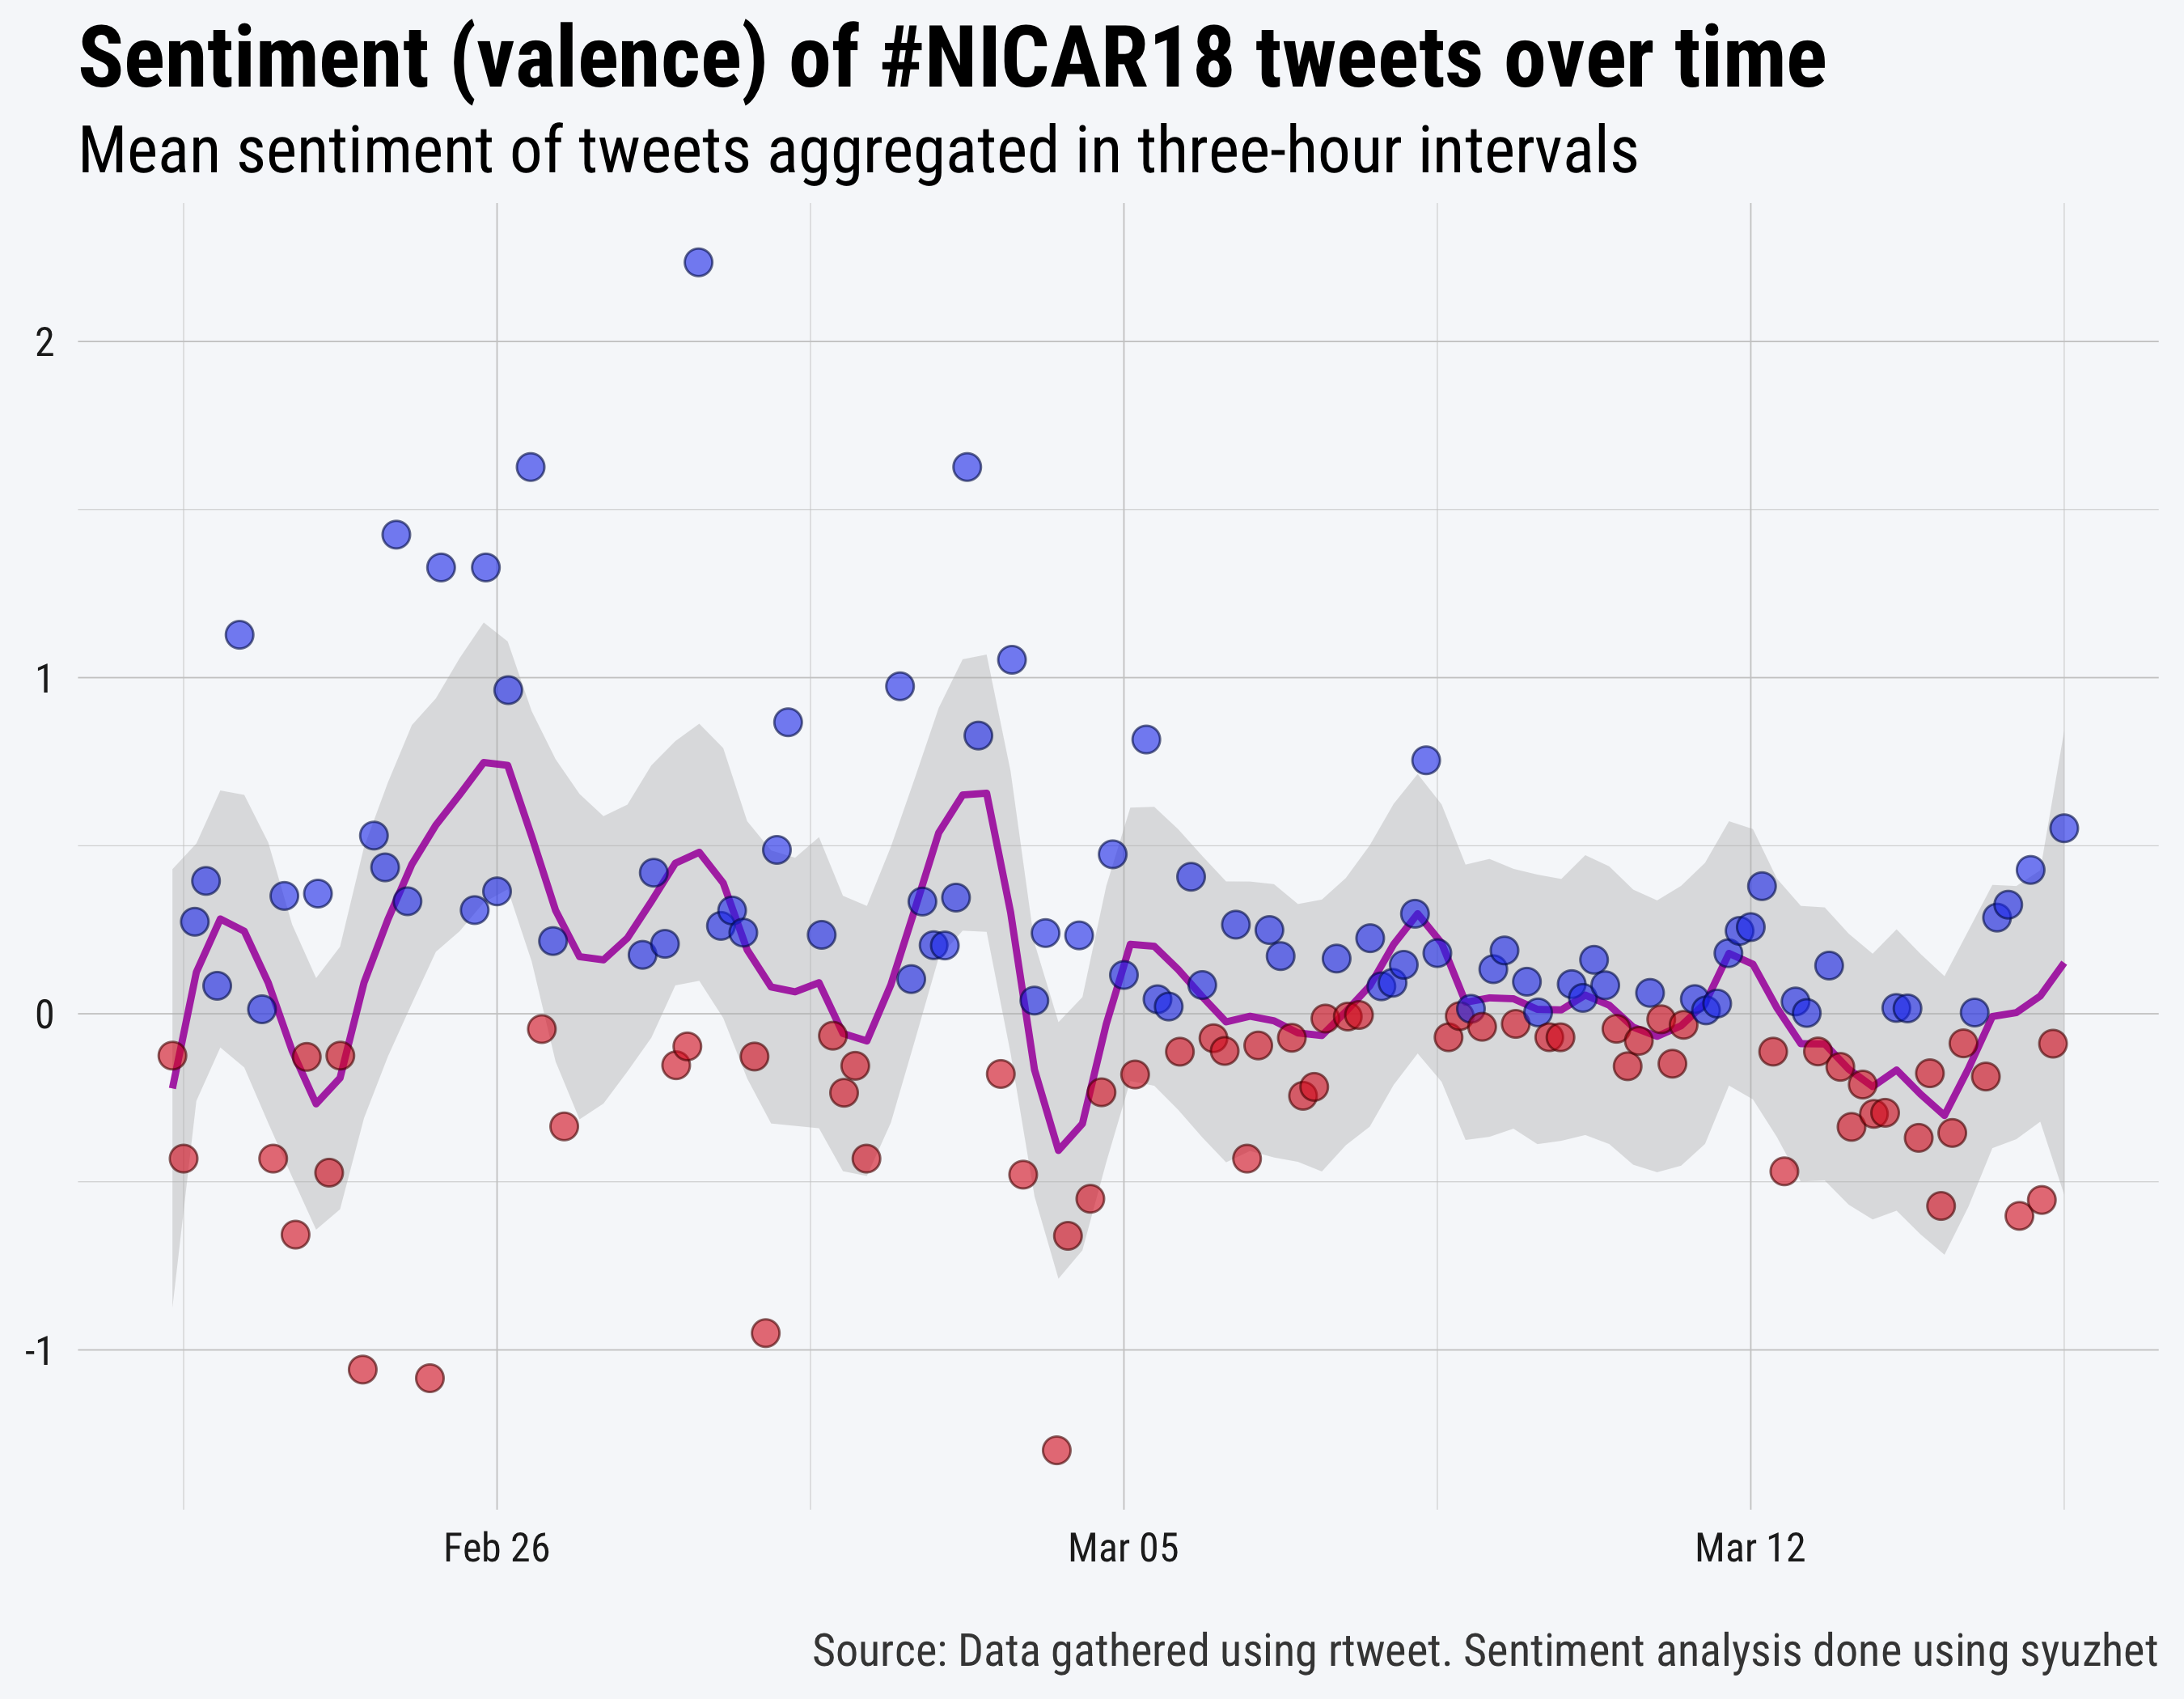 Sentiment (valence) of #NICAR18 tweets over time
Mean sentiment of tweets aggregated in three-hour intervals
2
1
0
-1
Feb 26
Mar 05
Mar 12
Source: Data gathered using rtweet. Sentiment analysis done using syuzhet